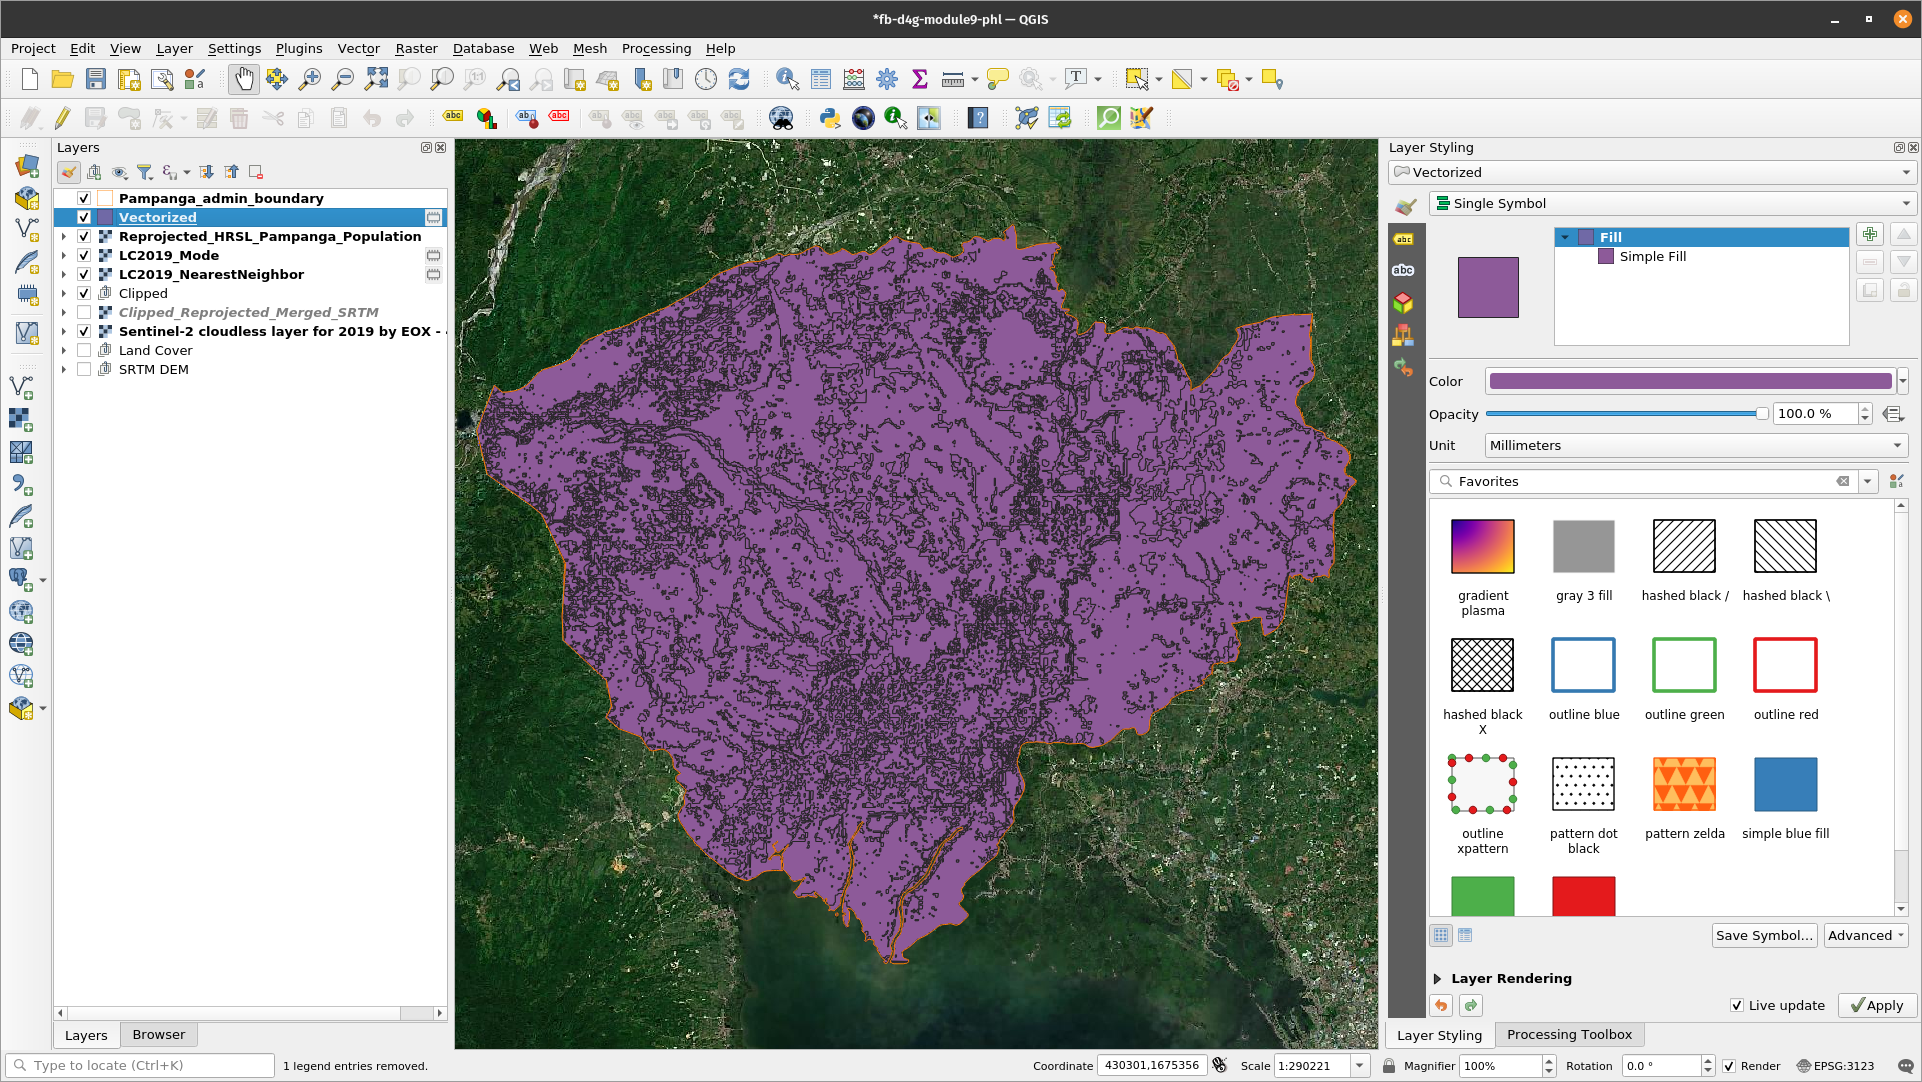 *fb-d4g-module9-phl — QGIS
Project Edit View Layer Settings Plugins Vector Raster Database Web Mesh Processing Help
Layers
Pampanga_admin_boundary
Vectorized
Reprojected_HRSL_Pampanga_Population
LC2019_Mode
LC2019_NearestNeighbor
Clipped
Clipped_Reprojected_Merged_SRTM
Sentinel-2 cloudless layer for 2019 by EOX -
Land Cover
SRTM DEM
Layers Browser
Layer Styling
Vectorized
Single Symbol
Fill
Simple Fill
Color
Opacity 100.0 %
Unit Millimeters
Favorites
gradient plasma
gray 3 fill
hashed black /
hashed black \
hashed black X
outline blue
outline green
outline red
outline xpattern
pattern dot black
pattern zelda
simple blue fill
Save Symbol... Advanced
Layer Rendering
Live update Apply
Layer Styling Processing Toolbox
Type to locate (Ctrl+K) 1 legend entries removed. Coordinate 430301,1675356 Scale 1:290221 Magnifier 100% Rotation 0.0 ° Render EPSG:3123